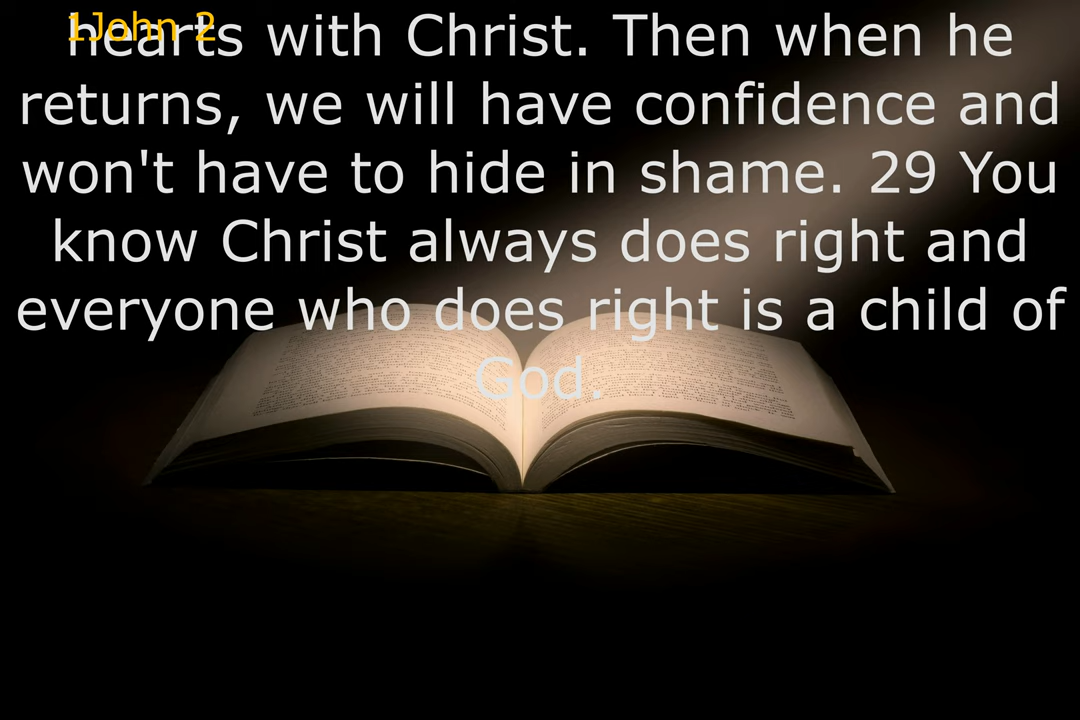 1John 2
hearts with Christ. Then when he
returns, we will have confidence and
won't have to hide in shame. 29 You
know Christ always does right and
everyone who does right is a child of
God.